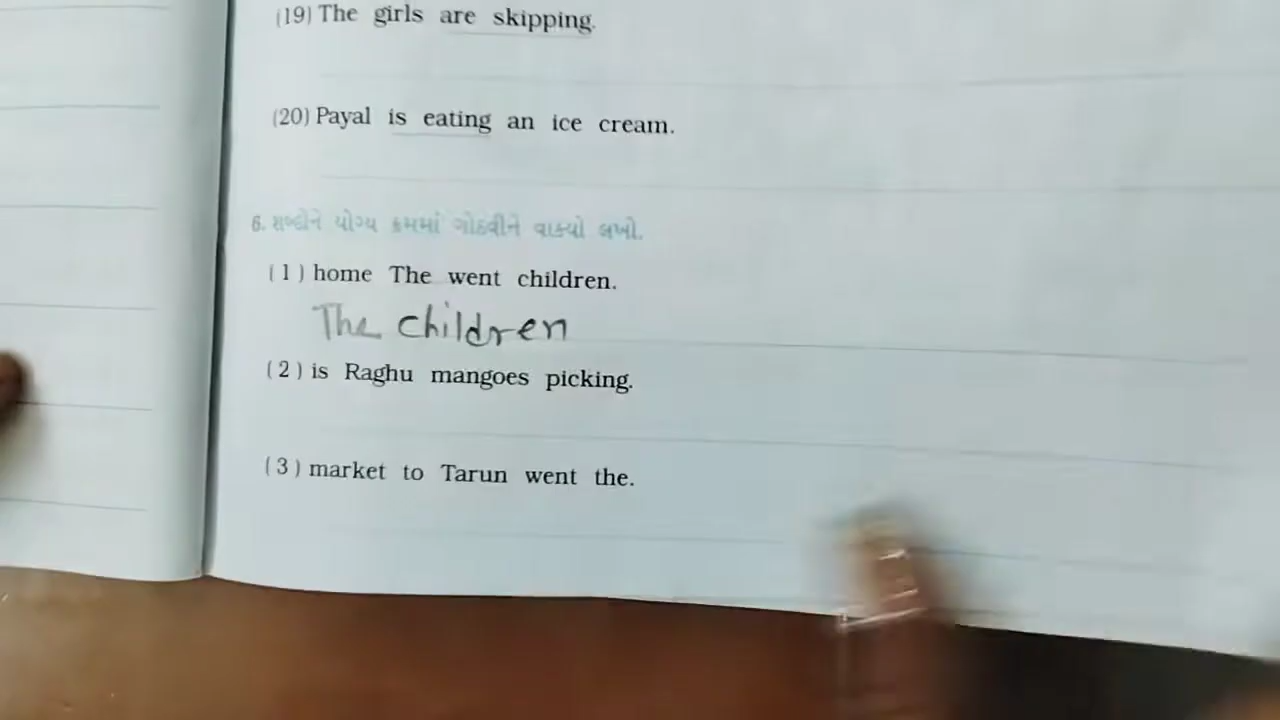 (19) The girls are skipping.
(20) Payal is eating an ice cream.
6. શબ્દોને યોગ્ય ક્રમમાં ગોઠવીને વાક્યો લખો.
(1) home The went children.
The children
(2) is Raghu mangoes picking.
(3) market to Tarun went the.